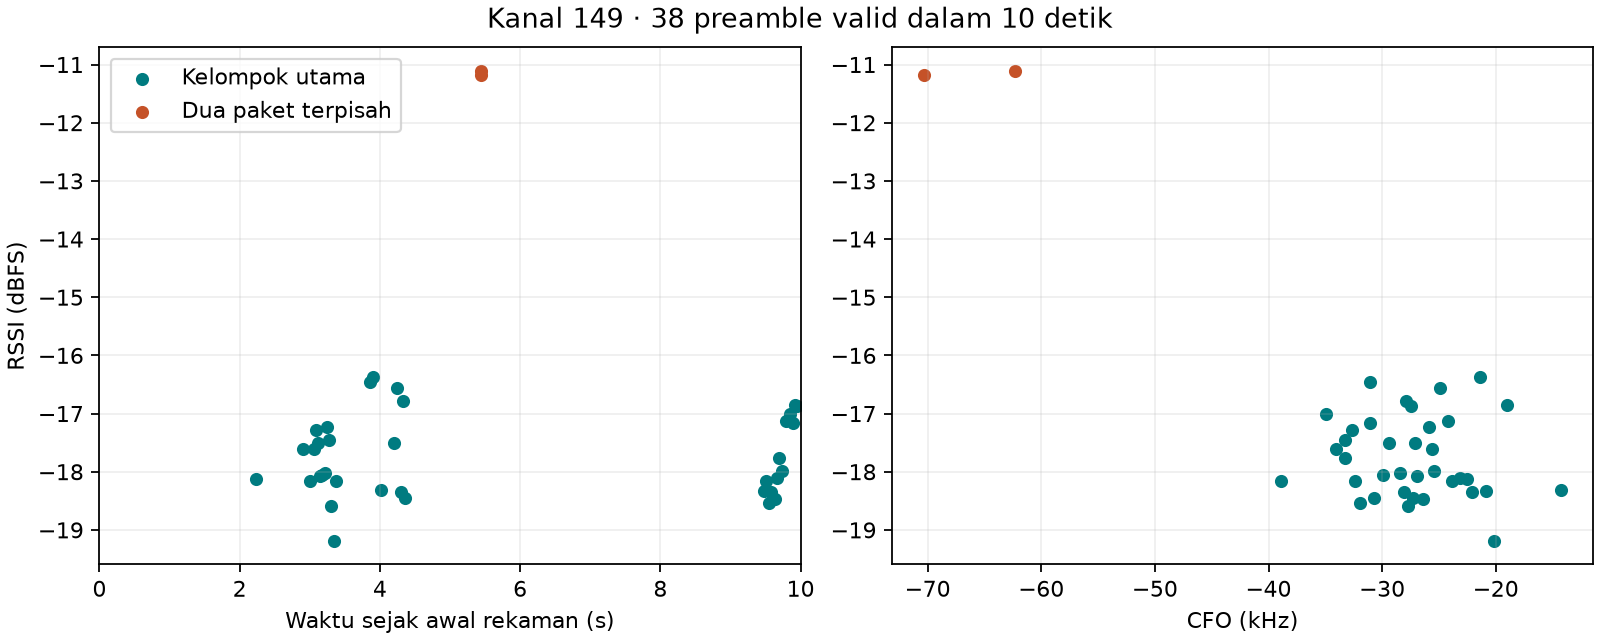 Kanal 149 · 38 preamble valid dalam 10 detik
RSSI (dBFS)
−11
−12
−13
−14
−15
−16
−17
−18
−19
Kelompok utama
Dua paket terpisah
0 2 4 6 8 10
Waktu sejak awal rekaman (s)
−11
−12
−13
−14
−15
−16
−17
−18
−19
−70 −60 −50 −40 −30 −20
CFO (kHz)